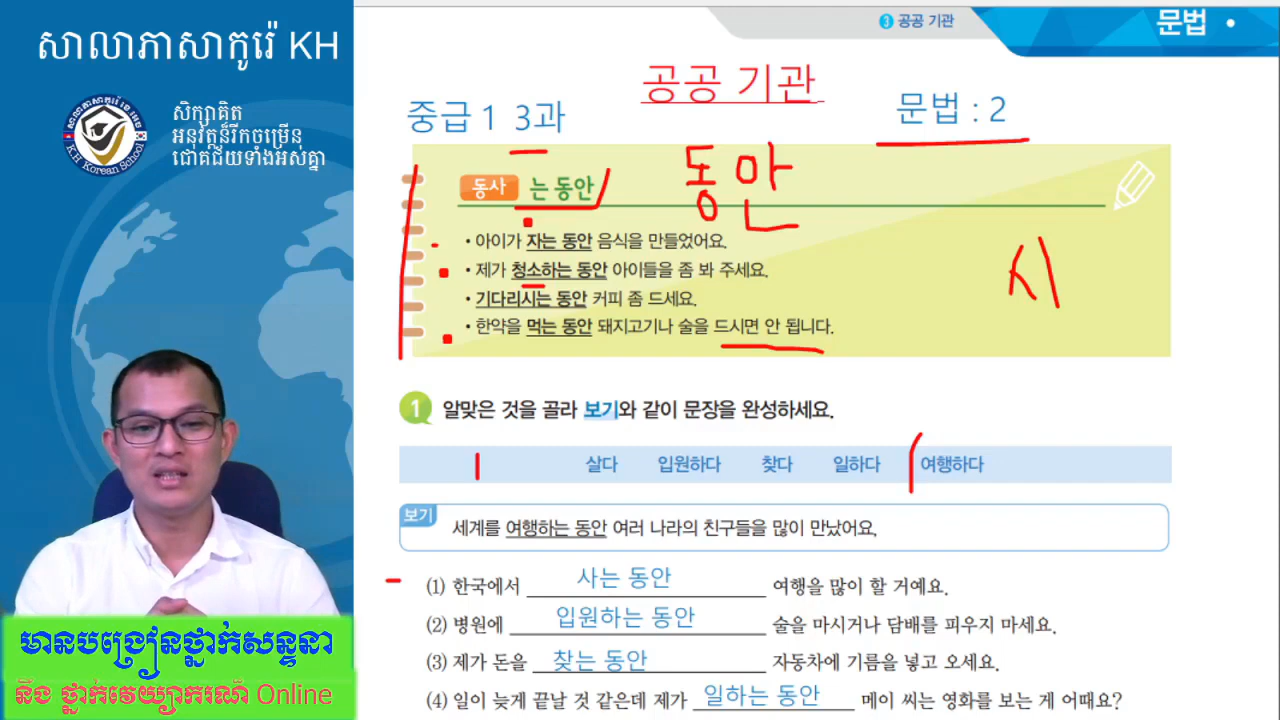 សាលាភាសាកូរ៉េ KH
សិក្សាគិត
អនុវត្តន៍រីកចម្រើន
ជោគជ័យទាំងអស់គ្នា
សាលាភាសាកូរ៉េ ខេ អេច
KH Korean School
មានបង្រៀនថ្នាក់សន្ទនា
និង ថ្នាក់វេយ្យាករណ៍ Online
3 공공 기관
문법 •
공공 기관
중급 1 3과
문법 : 2
동사 는 동안
동안
• 아이가 자는 동안 음식을 만들었어요.
• 제가 청소하는 동안 아이들을 좀 봐 주세요.
시
• 기다리시는 동안 커피 좀 드세요.
• 한약을 먹는 동안 돼지고기나 술을 드시면 안 됩니다.
1 알맞은 것을 골라 보기와 같이 문장을 완성하세요.
살다 입원하다 찾다 일하다 여행하다
보기
세계를 여행하는 동안 여러 나라의 친구들을 많이 만났어요.
(1) 한국에서 사는 동안 여행을 많이 할 거예요.
(2) 병원에 입원하는 동안 술을 마시거나 담배를 피우지 마세요.
(3) 제가 돈을 찾는 동안 자동차에 기름을 넣고 오세요.
(4) 일이 늦게 끝날 것 같은데 제가 일하는 동안 메이 씨는 영화를 보는 게 어때요?